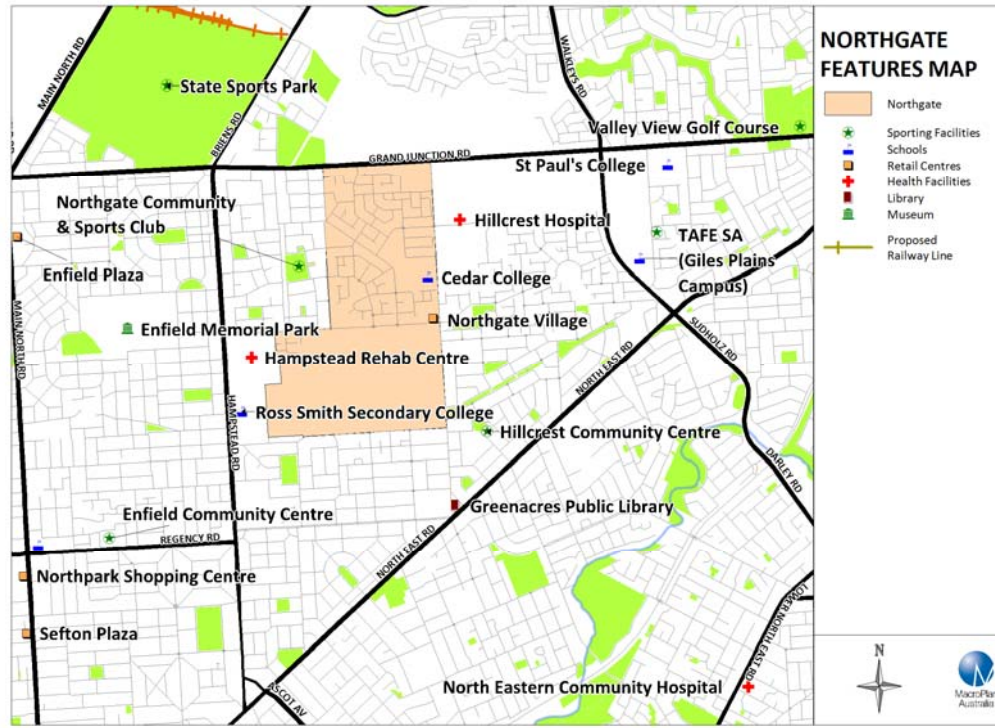 NORTHGATE
FEATURES MAP
Northgate
Sporting Facilities
Schools
Retail Centres
Health Facilities
Library
Museum
Proposed
Railway Line
N
MAIN NORTH RD
State Sports Park
BRIENS RD
WALKLEYS RD
Valley View Golf Course
GRAND JUNCTION RD
St Paul's College
Northgate Community
& Sports Club
Hillcrest Hospital
TAFE SA
(Giles Plains
Campus)
Enfield Plaza
Cedar College
MAIN NORTH RD
Enfield Memorial Park
Northgate Village
SUDHOLZ RD
Hampstead Rehab Centre
NORTH EAST RD
HAMPSTEAD RD
Ross Smith Secondary College
Hillcrest Community Centre
DARLEY RD
Enfield Community Centre
Greenacres Public Library
REGENCY RD
NORTH EAST RD
Northpark Shopping Centre
LOWER NORTH EAST RD
Sefton Plaza
ASCOT AV
North Eastern Community Hospital